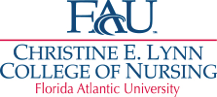 FAU
CHRISTINE E. LYNN
COLLEGE OF NURSING
Florida Atlantic University